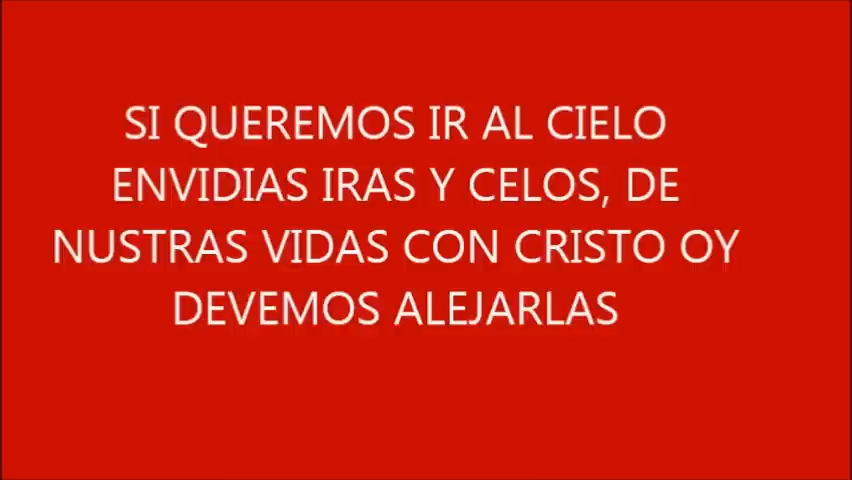 SI QUEREMOS IR AL CIELO
ENVIDIAS IRAS Y CELOS, DE
NUSTRAS VIDAS CON CRISTO OY
DEVEMOS ALEJARLAS